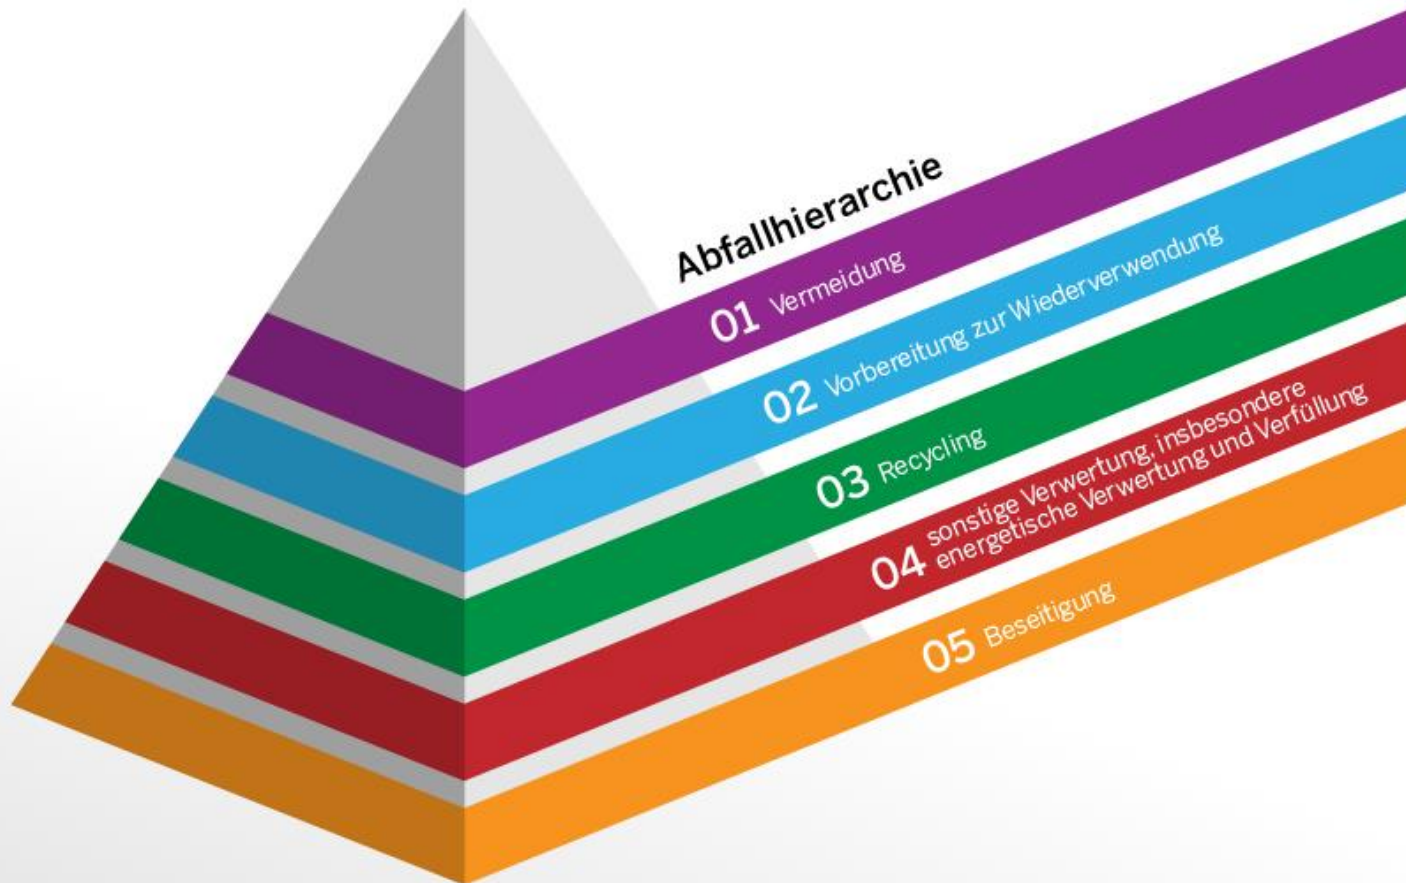 Abfallhierarchie
01 Vermeidung
02 Vorbereitung zur Wiederverwendung
03 Recycling
04 sonstige Verwertung, insbesondere
energetische Verwertung und Verfüllung
05 Beseitigung